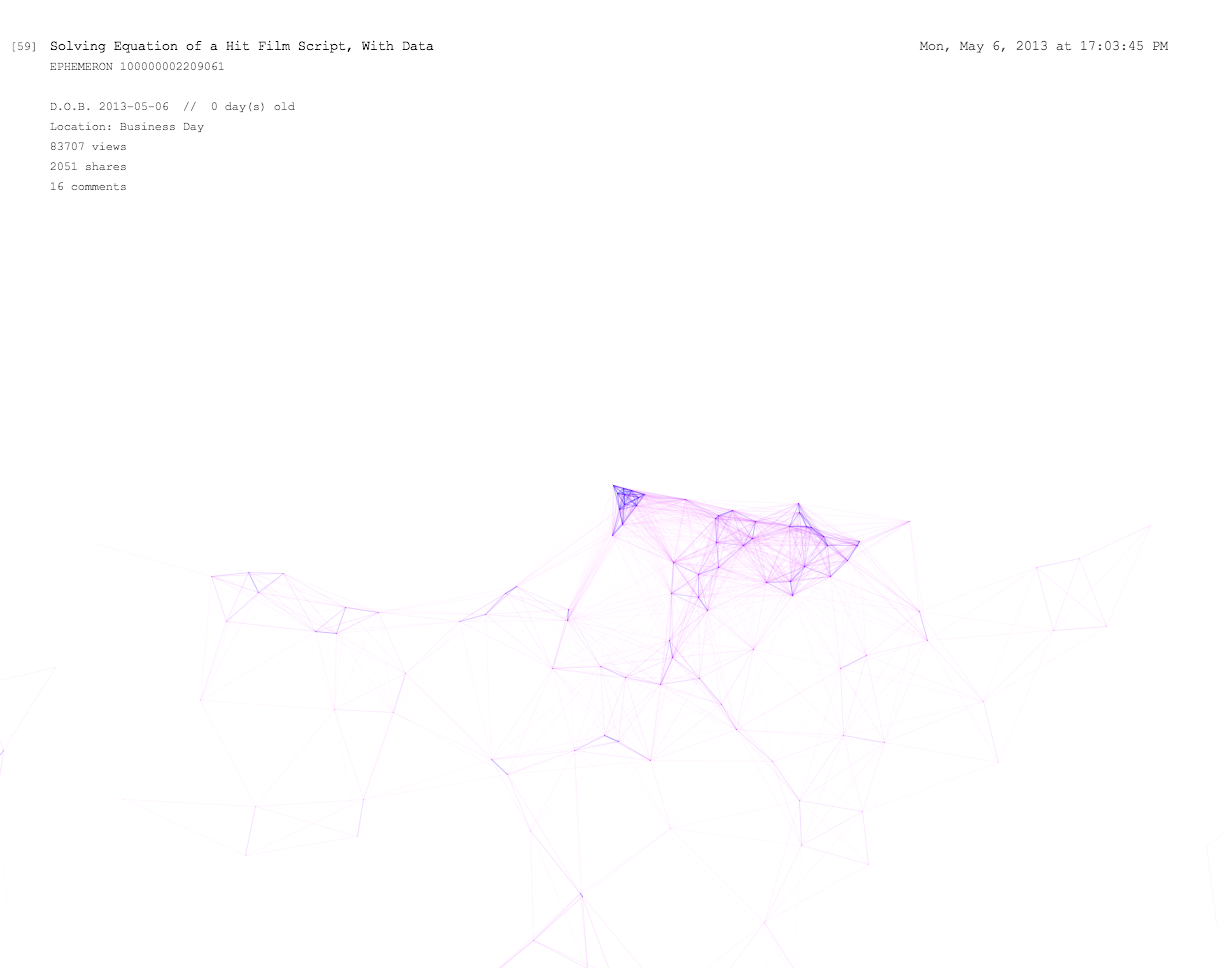 [59] Solving Equation of a Hit Film Script, With Data
Mon, May 6, 2013 at 17:03:45 PM
EPHEMERON 100000002209061
D.O.B. 2013-05-06 // 0 day(s) old
Location: Business Day
83707 views
2051 shares
16 comments